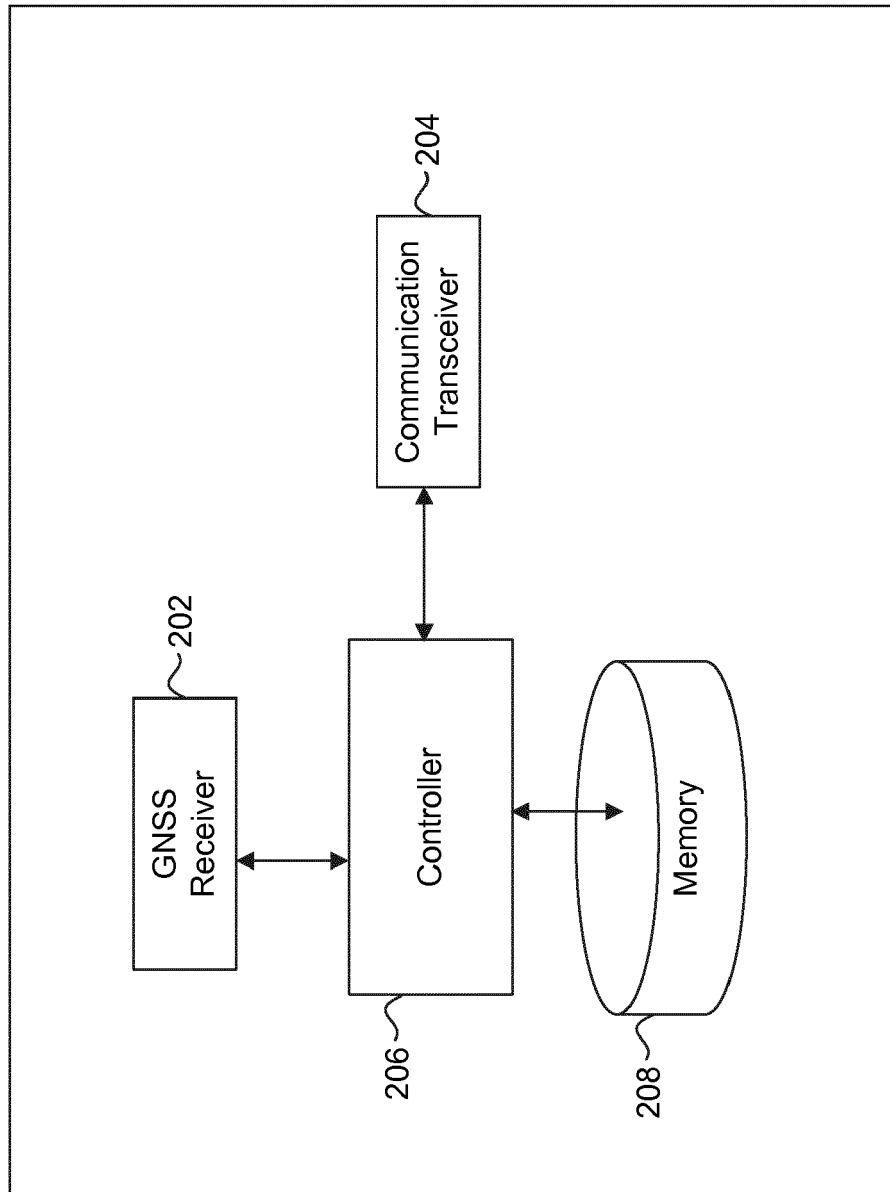 202
GNSS
Receiver
204
Communication
Transceiver
206
Controller
208
Memory